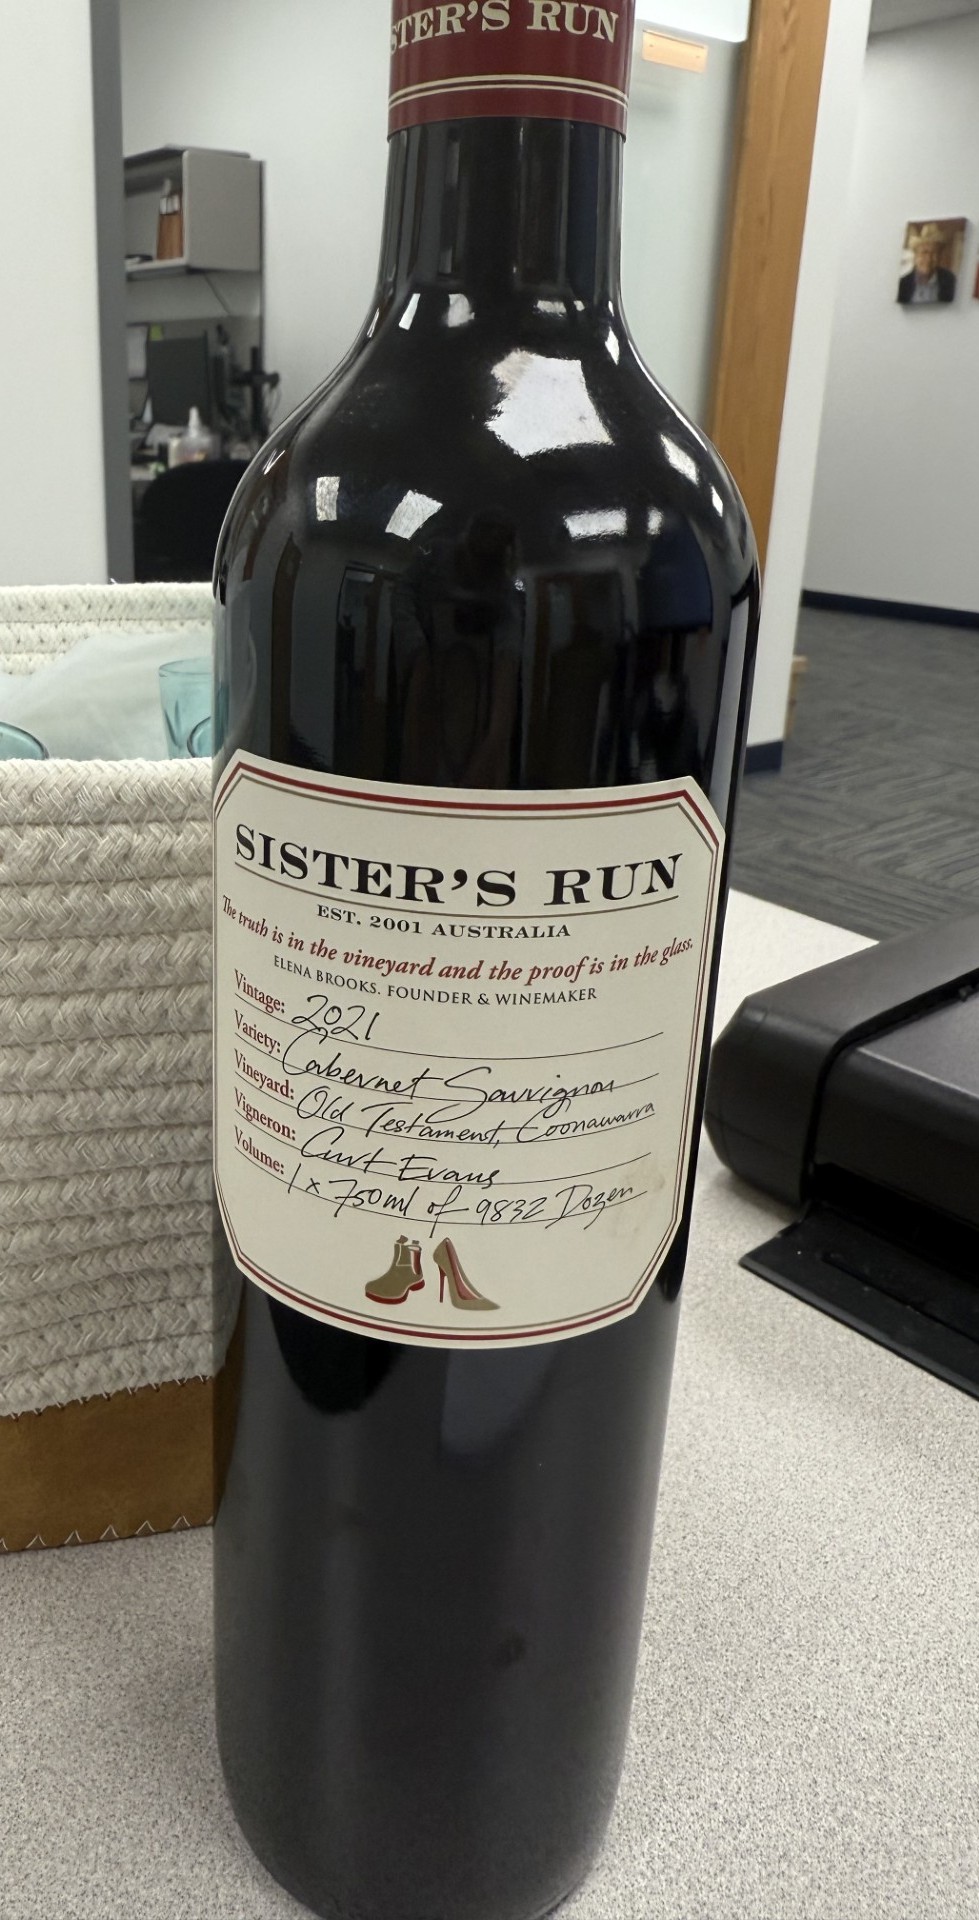 STER'S RUN
SISTER'S RUN
EST. 2001 AUSTRALIA
The truth is in the vineyard and the proof is in the glass.
ELENA BROOKS. FOUNDER & WINEMAKER
Vintage: 2021
Variety: Cabernet Sauvignon
Vineyard: Old Testament, Coonawarra
Vigneron: Curt Evans
Volume: 1 x 750ml of 9832 Dozen